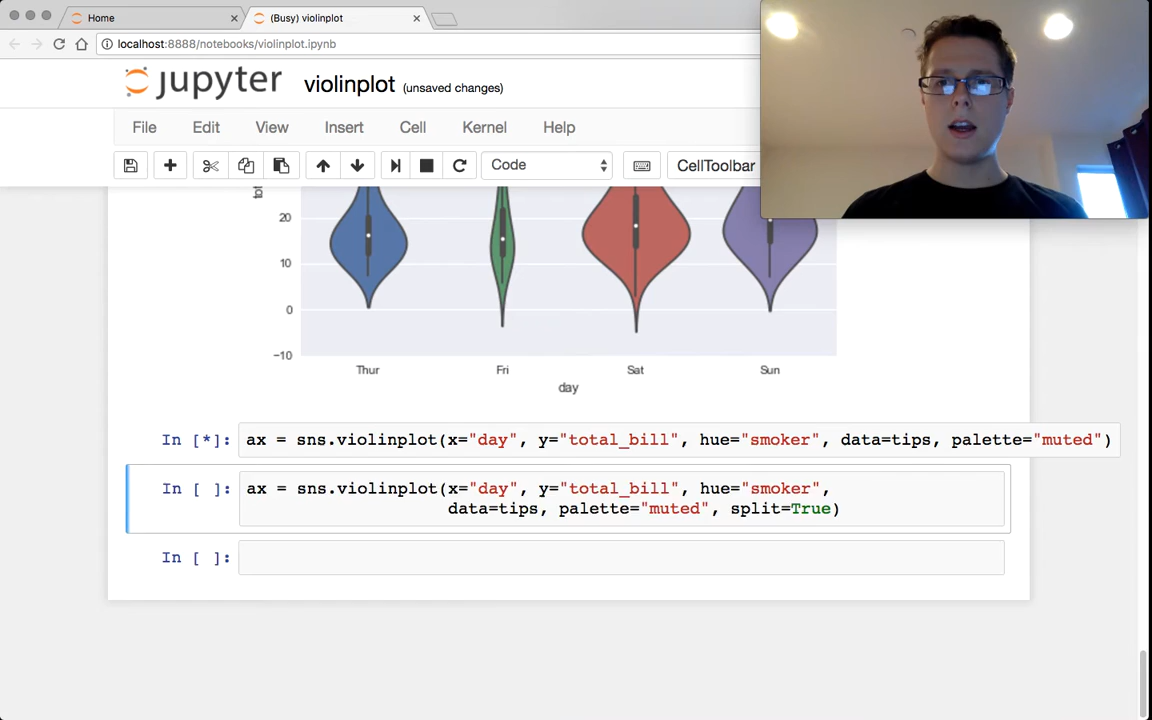 Home
(Busy) violinplot
localhost:8888/notebooks/violinplot.ipynb
jupyter violinplot (unsaved changes)
File Edit View Insert Cell Kernel Help
Code CellToolbar
20
10
0
−10
Thur Fri Sat Sun
day
In [*]: ax = sns.violinplot(x="day", y="total_bill", hue="smoker", data=tips, palette="muted")
In [ ]: ax = sns.violinplot(x="day", y="total_bill", hue="smoker",
data=tips, palette="muted", split=True)
In [ ]: